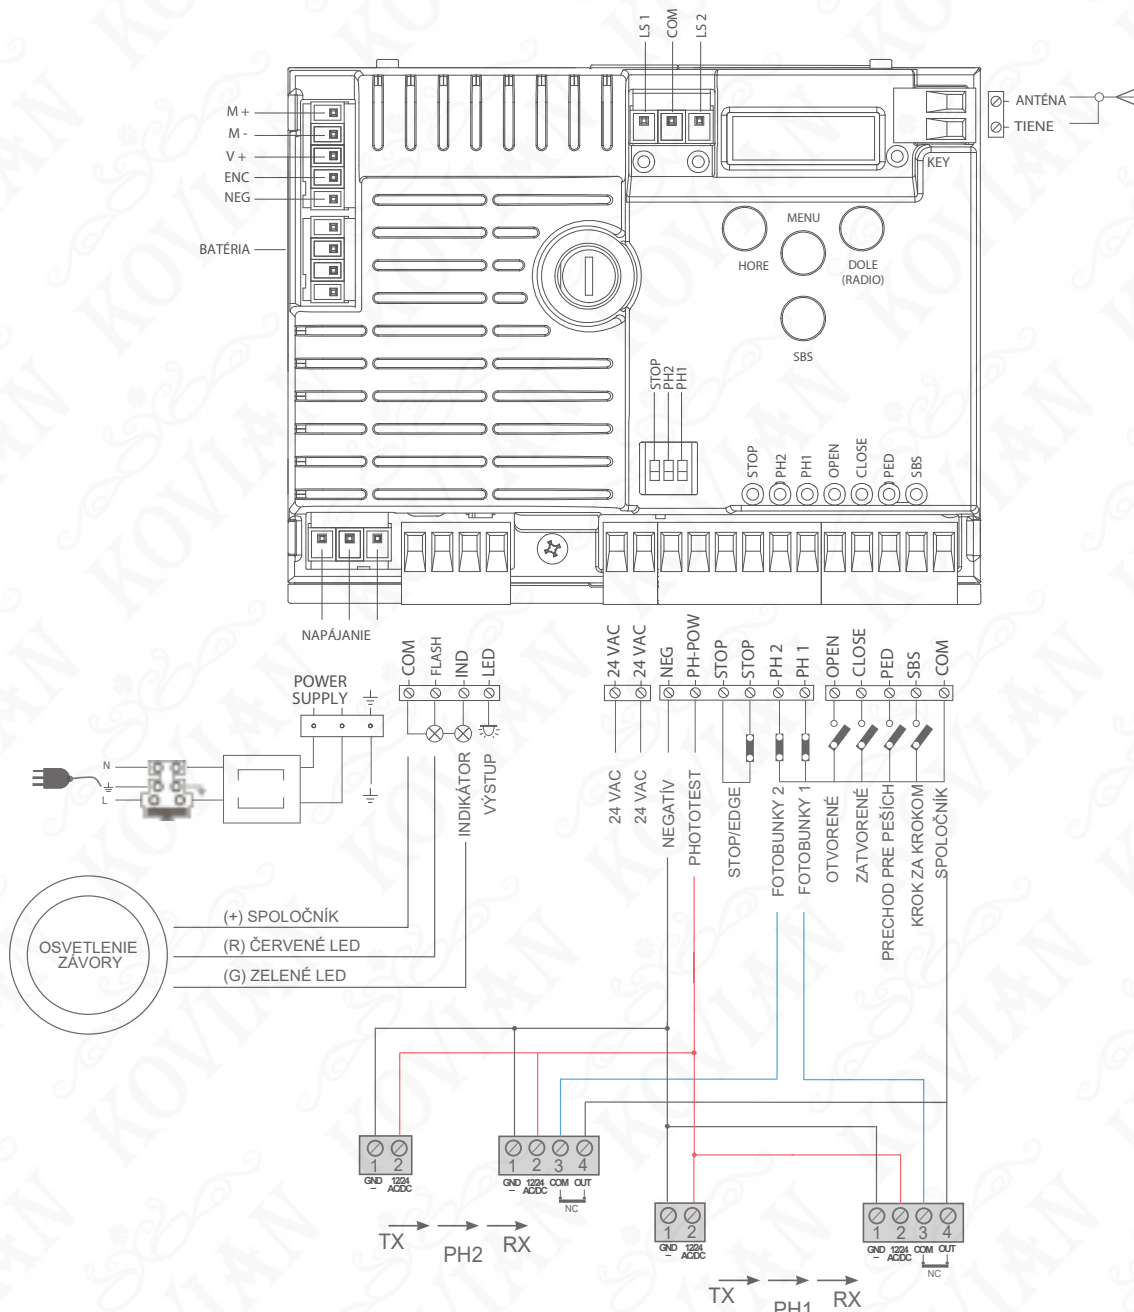 LS 1
COM
LS 2
M +
M -
V +
ENC
NEG
BATÉRIA
ANTÉNA
TIENE
KEY
MENU
HORE
DOLE
(RADIO)
SBS
STOP
PH2
PH1
STOP
PH2
PH1
OPEN
CLOSE
PED
SBS
NAPÁJANIE
COM
FLASH
IND
LED
24 VAC
24 VAC
NEG
PH-POW
STOP
STOP
PH 2
PH 1
OPEN
CLOSE
PED
SBS
COM
POWER
SUPPLY
N
L
INDIKÁTOR
VÝSTUP
24 VAC
24 VAC
NEGATÍV
PHOTOTEST
STOP/EDGE
FOTOBUNKY 2
FOTOBUNKY 1
OTVORENÉ
ZATVORENÉ
PRECHOD PRE PEŠÍCH
KROK ZA KROKOM
SPOLOČNÍK
OSVETLENIE
ZÁVORY
(+) SPOLOČNÍK
(R) ČERVENÉ LED
(G) ZELENÉ LED
1 2
GND 12/24
– AC/DC
1 2 3 4
GND 12/24 COM OUT
– AC/DC
NC
TX PH2 RX
1 2
GND 12/24
– AC/DC
1 2 3 4
GND 12/24 COM OUT
– AC/DC
NC
TX PH1 RX
KOVIAN